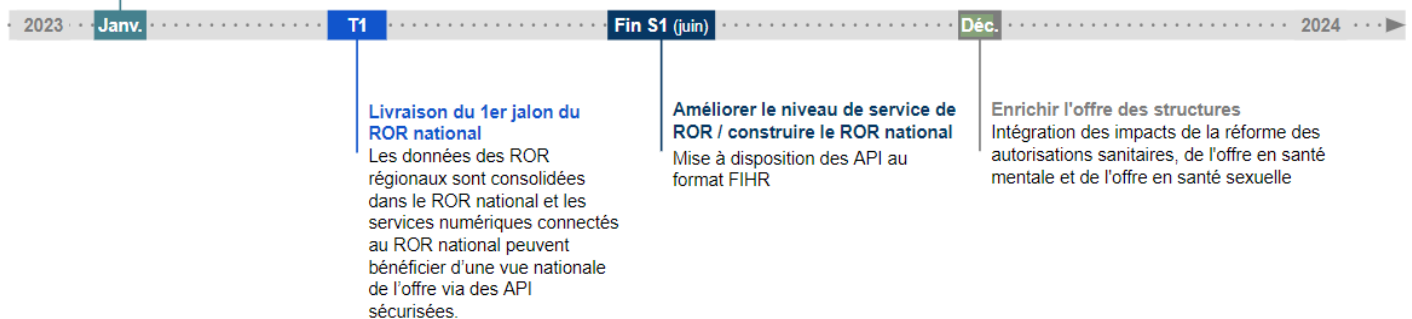 2023 Janv. T1 Fin S1 (juin) Déc. 2024
Livraison du 1er jalon du
ROR national
Les données des ROR
régionaux sont consolidées
dans le ROR national et les
services numériques connectés
au ROR national peuvent
bénéficier d’une vue nationale
de l’offre via des API
sécurisées.
Améliorer le niveau de service de
ROR / construire le ROR national
Mise à disposition des API au
format FIHR
Enrichir l'offre des structures
Intégration des impacts de la réforme des
autorisations sanitaires, de l'offre en santé
mentale et de l'offre en santé sexuelle